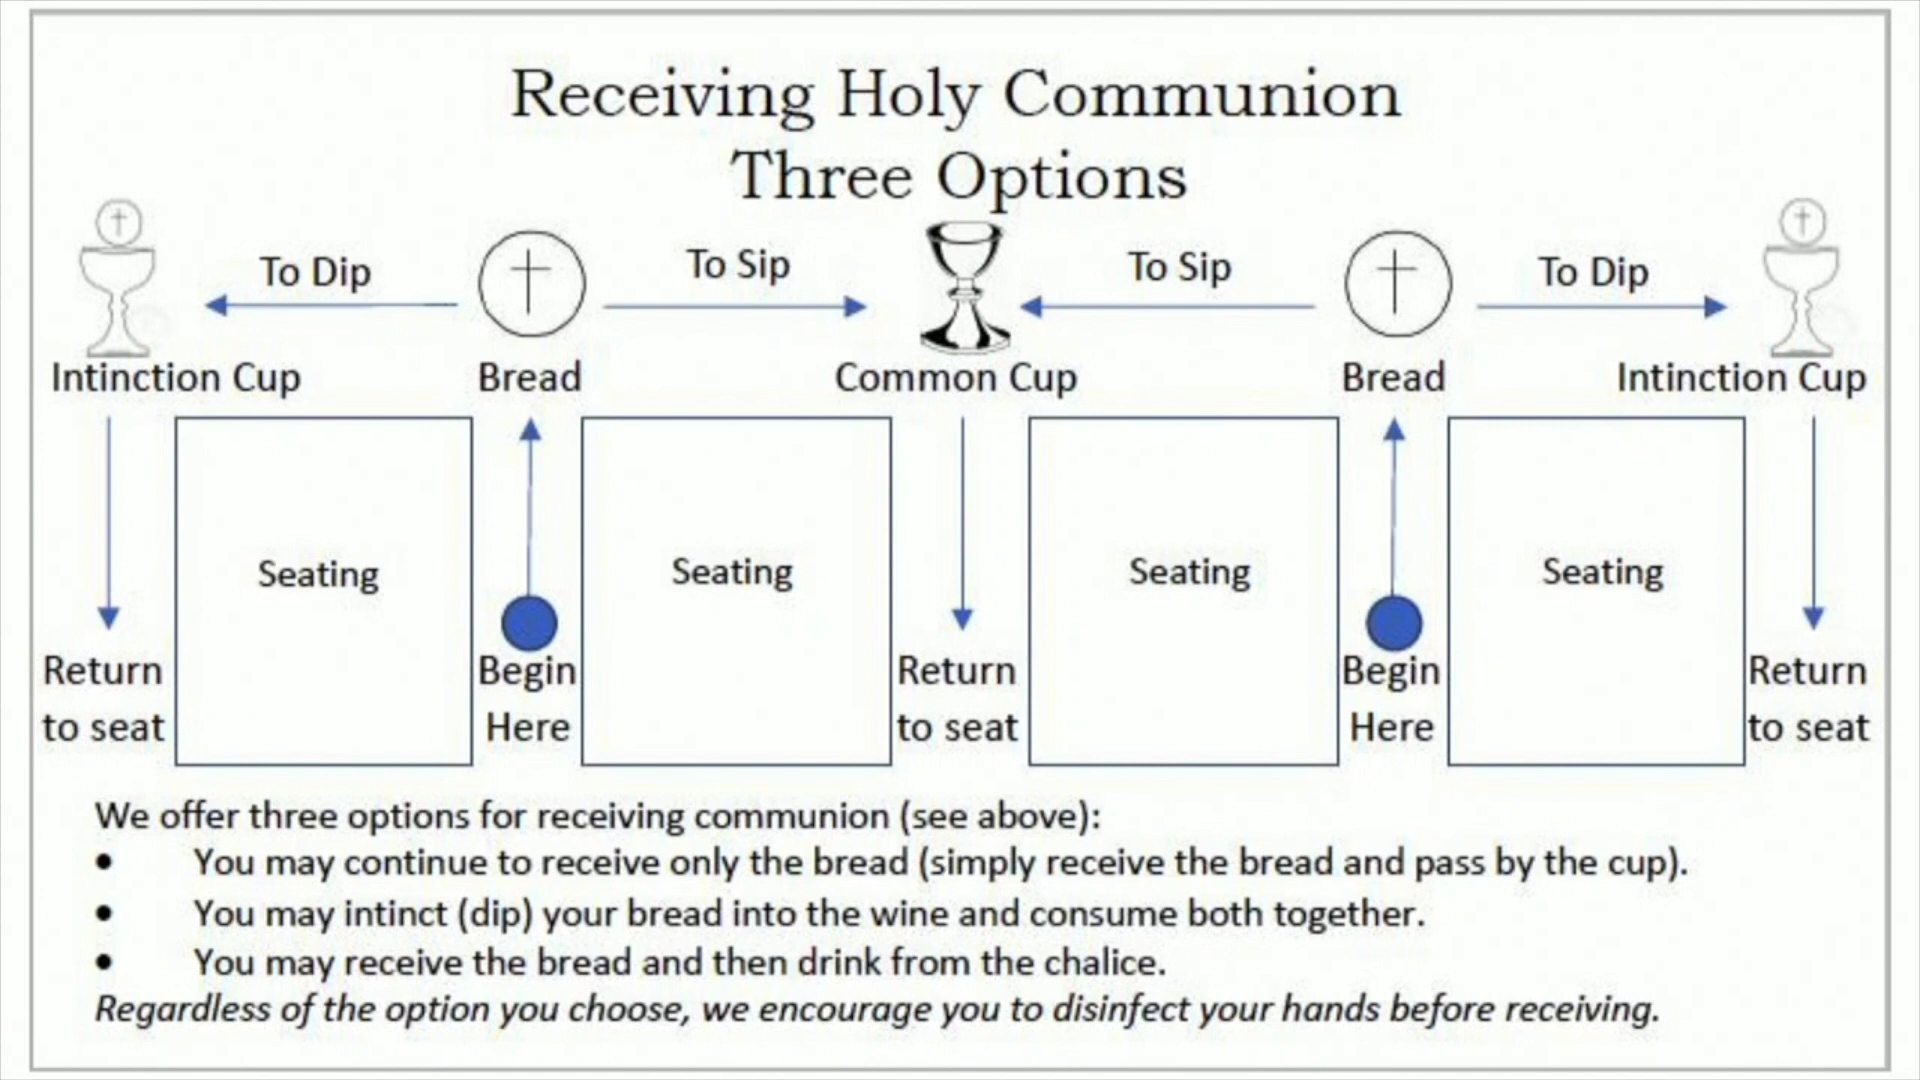 Receiving Holy Communion
Three Options
To Dip
To Sip
To Sip
To Dip
Intinction Cup
Bread
Common Cup
Bread
Intinction Cup
Seating
Seating
Seating
Seating
Return
to seat
Begin
Here
Return
to seat
Begin
Here
Return
to seat
We offer three options for receiving communion (see above):
• You may continue to receive only the bread (simply receive the bread and pass by the cup).
• You may intinct (dip) your bread into the wine and consume both together.
• You may receive the bread and then drink from the chalice.
Regardless of the option you choose, we encourage you to disinfect your hands before receiving.